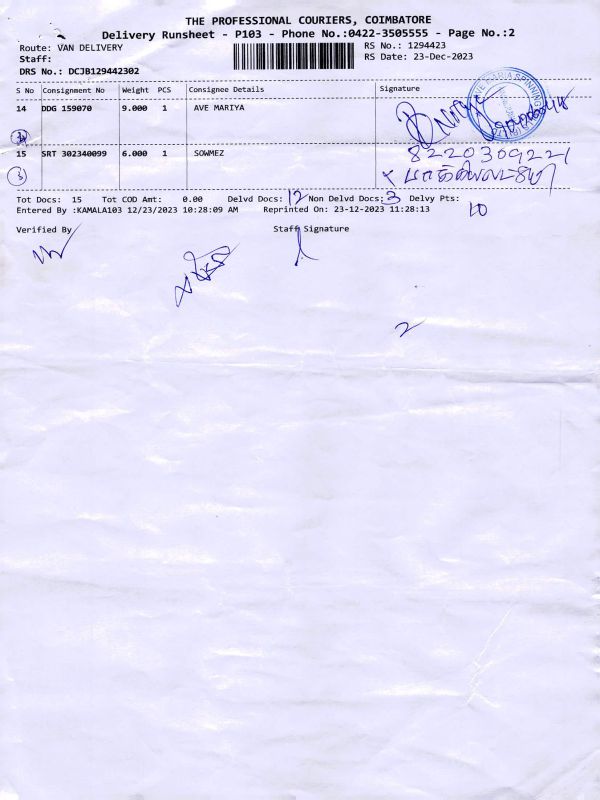 THE PROFESSIONAL COURIERS, COIMBATORE
Delivery Runsheet - P103 - Phone No.:0422-3505555 - Page No.:2
Route: VAN DELIVERY
RS No.: 1294423
Staff:
RS Date: 23-Dec-2023
DRS No.: DCJB129442302
S No Consignment No Weight PCS Consignee Details Signature
14 DDG 159070 9.000 1 AVE MARIYA
15 SRT 302340099 6.000 1 SOWMEZ
8220309221
3
Tot Docs: 15 Tot COD Amt: 0.00 Delvd Docs: 12 Non Delvd Docs: 3 Delvy Pts: 10
Entered By :KAMALA103 12/23/2023 10:28:09 AM Reprinted On: 23-12-2023 11:28:13
Verified By Staff Signature
2